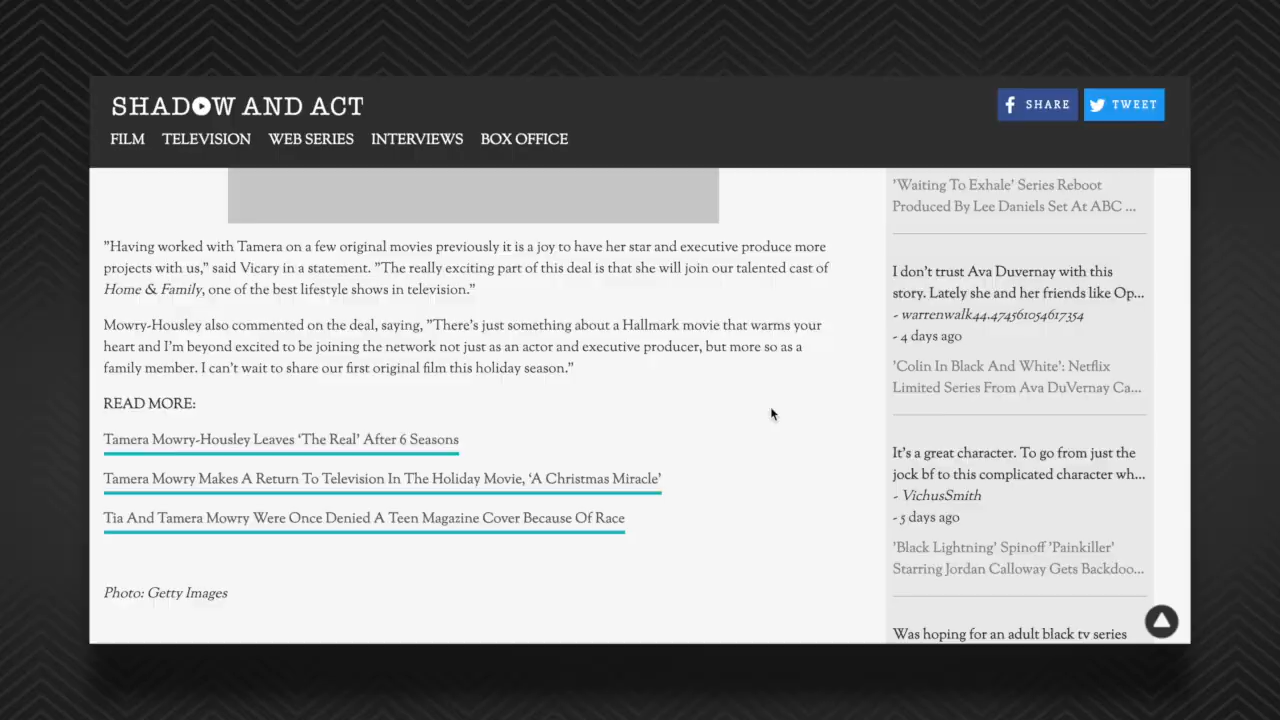 SHADOW AND ACT
SHARE
TWEET
FILM TELEVISION WEB SERIES INTERVIEWS BOX OFFICE
"Having worked with Tamera on a few original movies previously it is a joy to have her star and executive produce more
projects with us," said Vicary in a statement. "The really exciting part of this deal is that she will join our talented cast of
Home & Family, one of the best lifestyle shows in television."
Mowry-Housley also commented on the deal, saying, "There's just something about a Hallmark movie that warms your
heart and I'm beyond excited to be joining the network not just as an actor and executive producer, but more so as a
family member. I can't wait to share our first original film this holiday season."
READ MORE:
Tamera Mowry-Housley Leaves 'The Real' After 6 Seasons
Tamera Mowry Makes A Return To Television In The Holiday Movie, 'A Christmas Miracle'
Tia And Tamera Mowry Were Once Denied A Teen Magazine Cover Because Of Race
Photo: Getty Images
'Waiting To Exhale' Series Reboot
Produced By Lee Daniels Set At ABC ...
I don't trust Ava Duvernay with this
story. Lately she and her friends like Op...
- warrenwalk44.474561054617354
- 4 days ago
'Colin In Black And White': Netflix
Limited Series From Ava DuVernay Ca...
It's a great character. To go from just the
jock bf to this complicated character wh...
- VichusSmith
- 5 days ago
'Black Lightning' Spinoff 'Painkiller'
Starring Jordan Calloway Gets Backdoo...
Was hoping for an adult black tv series